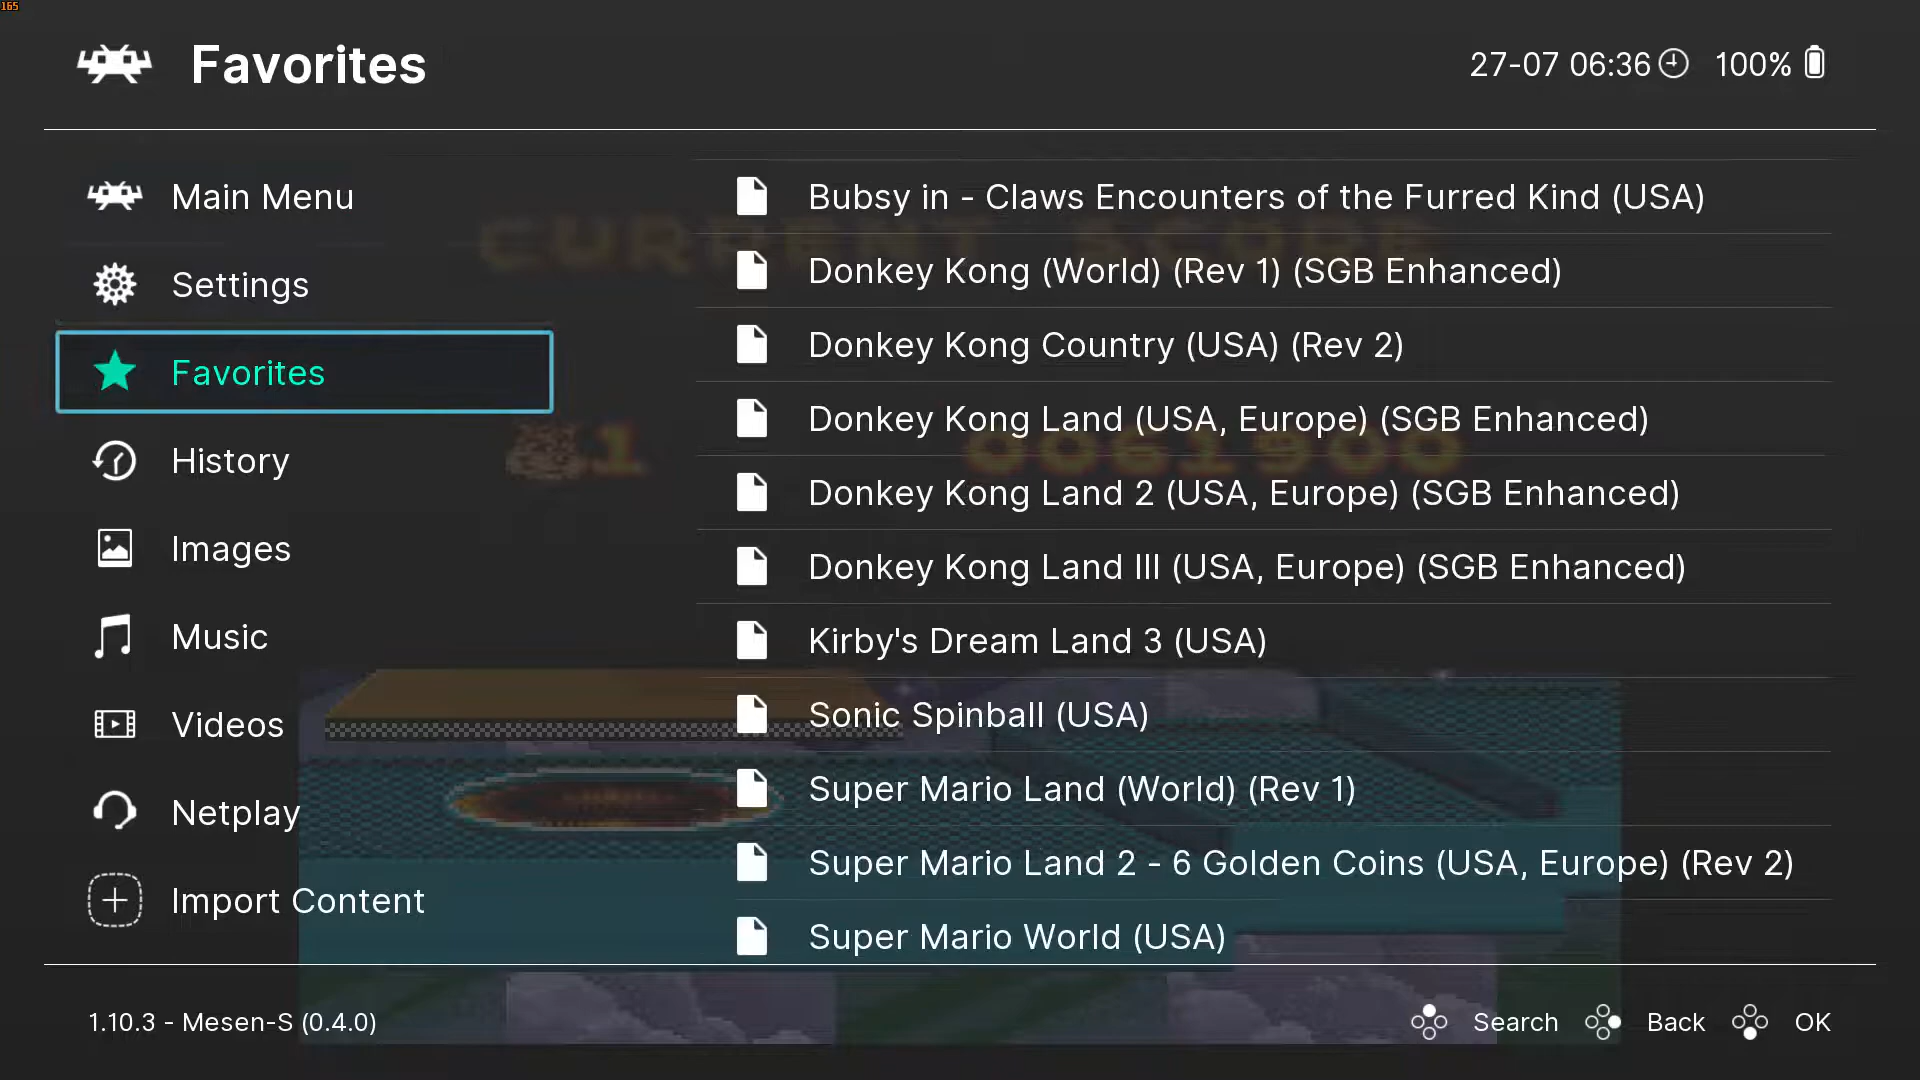 165
Favorites
27-07 06:36 100%
Main Menu
Settings
Favorites
History
Images
Music
Videos
Netplay
Import Content
CURRENT SCORE
1 0061900
Bubsy in - Claws Encounters of the Furred Kind (USA)
Donkey Kong (World) (Rev 1) (SGB Enhanced)
Donkey Kong Country (USA) (Rev 2)
Donkey Kong Land (USA, Europe) (SGB Enhanced)
Donkey Kong Land 2 (USA, Europe) (SGB Enhanced)
Donkey Kong Land III (USA, Europe) (SGB Enhanced)
Kirby's Dream Land 3 (USA)
Sonic Spinball (USA)
Super Mario Land (World) (Rev 1)
Super Mario Land 2 - 6 Golden Coins (USA, Europe) (Rev 2)
Super Mario World (USA)
1.10.3 - Mesen-S (0.4.0)
Search Back OK